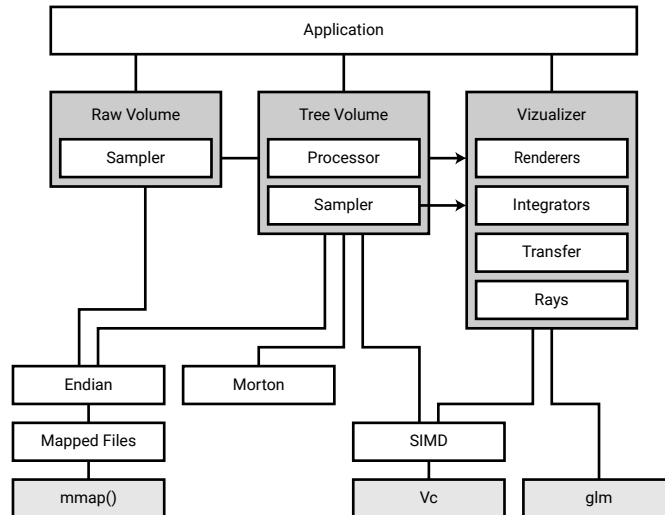 Application
Raw Volume
Sampler
Tree Volume
Processor
Sampler
Vizualizer
Renderers
Integrators
Transfer
Rays
Endian
Morton
Mapped Files
SIMD
mmap()
Vc
glm